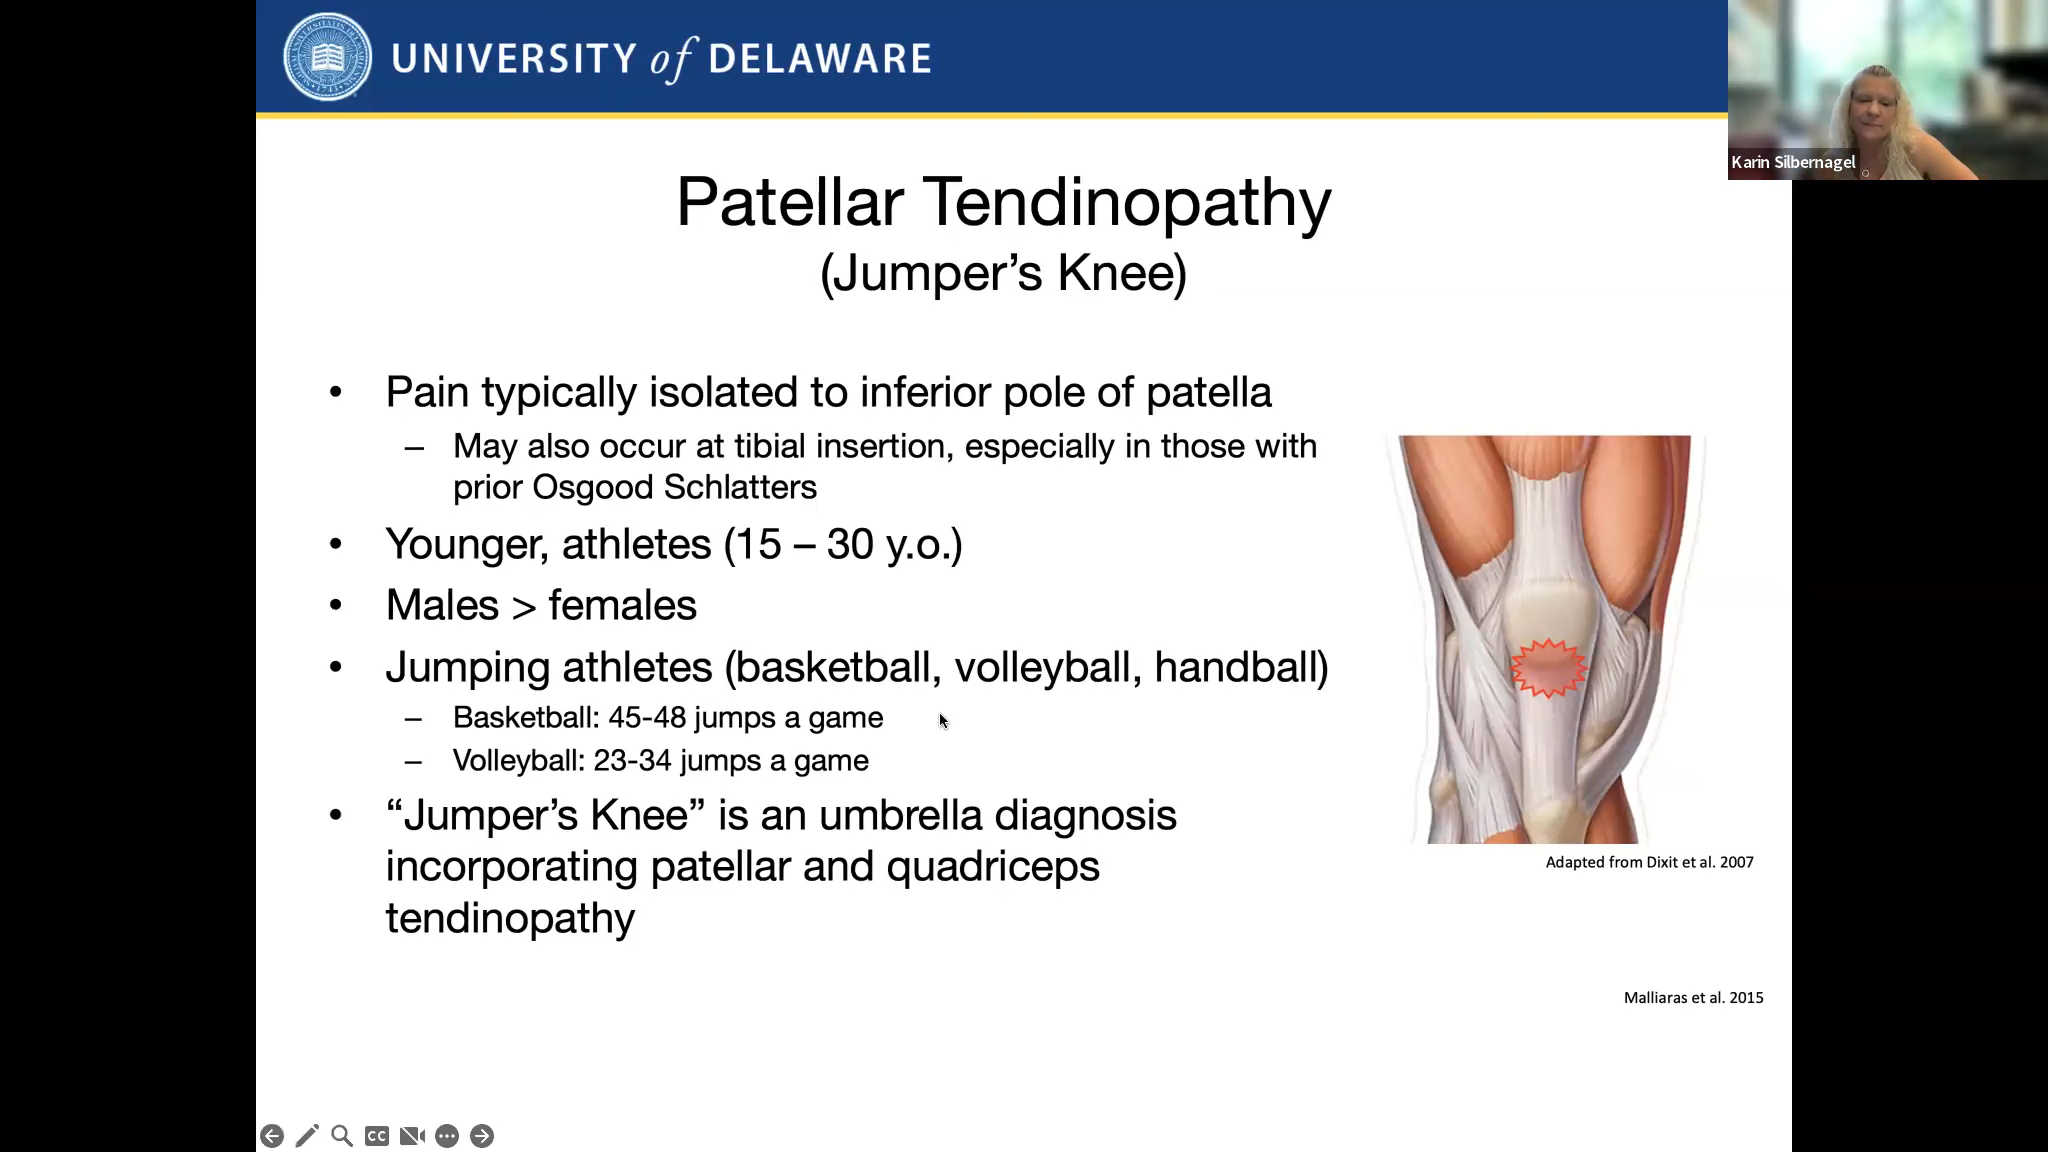 UNIVERSITY of DELAWARE
Karin Silbernagel
Patellar Tendinopathy
(Jumper’s Knee)
• Pain typically isolated to inferior pole of patella
– May also occur at tibial insertion, especially in those with
prior Osgood Schlatters
• Younger, athletes (15 – 30 y.o.)
• Males > females
• Jumping athletes (basketball, volleyball, handball)
– Basketball: 45-48 jumps a game
– Volleyball: 23-34 jumps a game
• “Jumper’s Knee” is an umbrella diagnosis
incorporating patellar and quadriceps
tendinopathy
Adapted from Dixit et al. 2007
Malliaras et al. 2015
CC